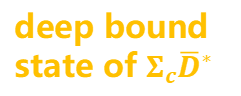 deep bound
state of Σ_c D̄*